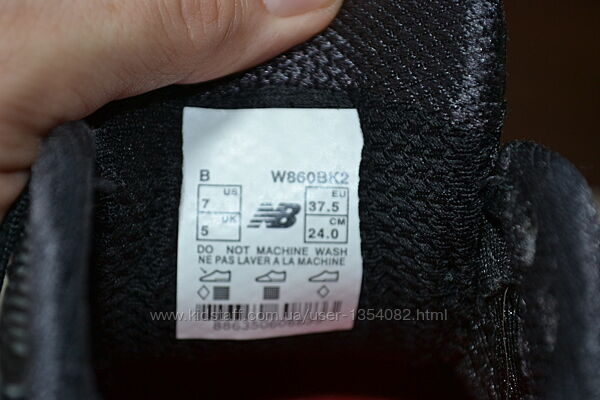 B W860BK2
US EU
7 37.5
UK NB CM
5 24.0
DO NOT MACHINE WASH
NE PAS LAVER A LA MACHINE
www.kidstaff.com.ua/user-1354082.html